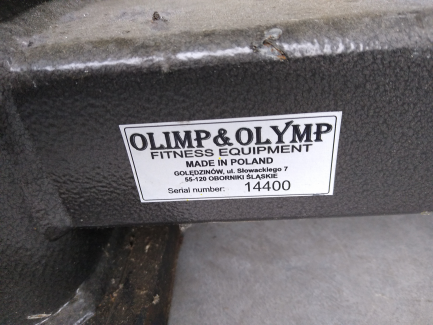 OLIMP&OLYMP
FITNESS EQUIPMENT
MADE IN POLAND
GOLĘDZINÓW, ul. Słowackiego 7
55-120 OBORNIKI ŚLĄSKIE
Serial number: 14400